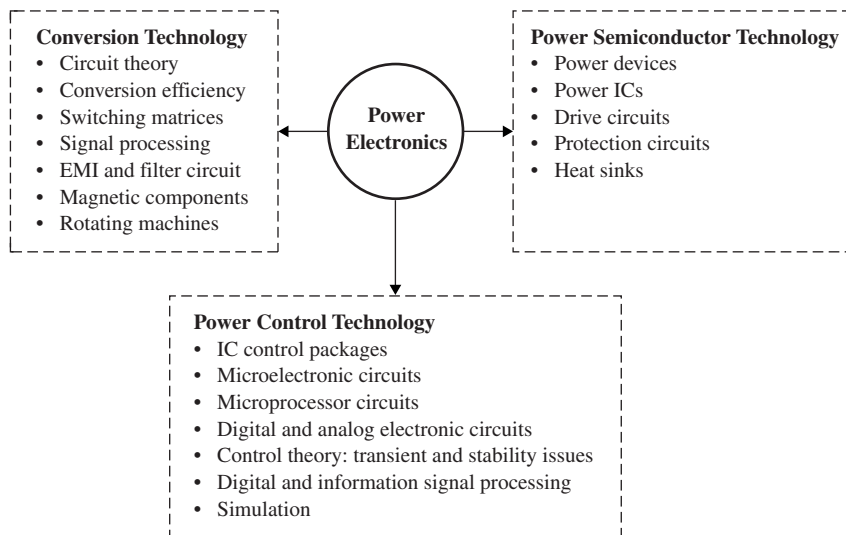 Conversion Technology
• Circuit theory
• Conversion efficiency
• Switching matrices
• Signal processing
• EMI and filter circuit
• Magnetic components
• Rotating machines
Power
Electronics
Power Semiconductor Technology
• Power devices
• Power ICs
• Drive circuits
• Protection circuits
• Heat sinks
Power Control Technology
• IC control packages
• Microelectronic circuits
• Microprocessor circuits
• Digital and analog electronic circuits
• Control theory: transient and stability issues
• Digital and information signal processing
• Simulation